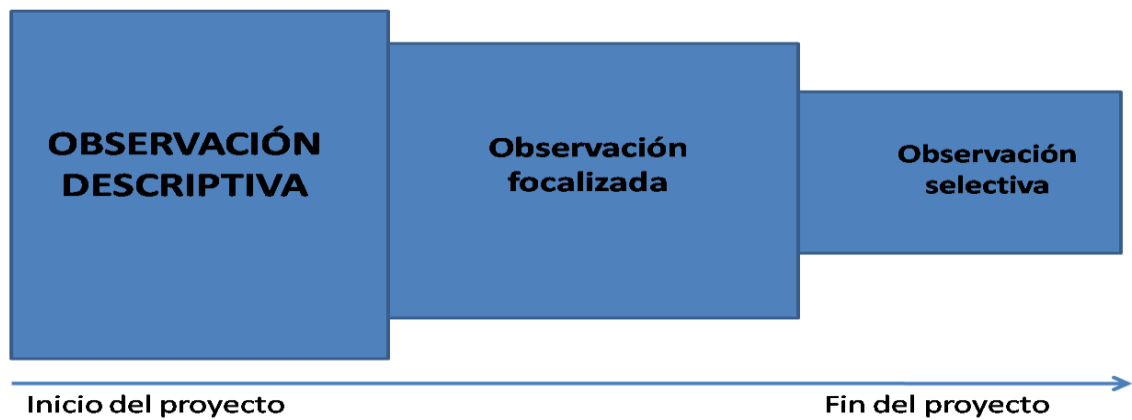 OBSERVACIÓN
DESCRIPTIVA
Observación
focalizada
Observación
selectiva
Inicio del proyecto
Fin del proyecto